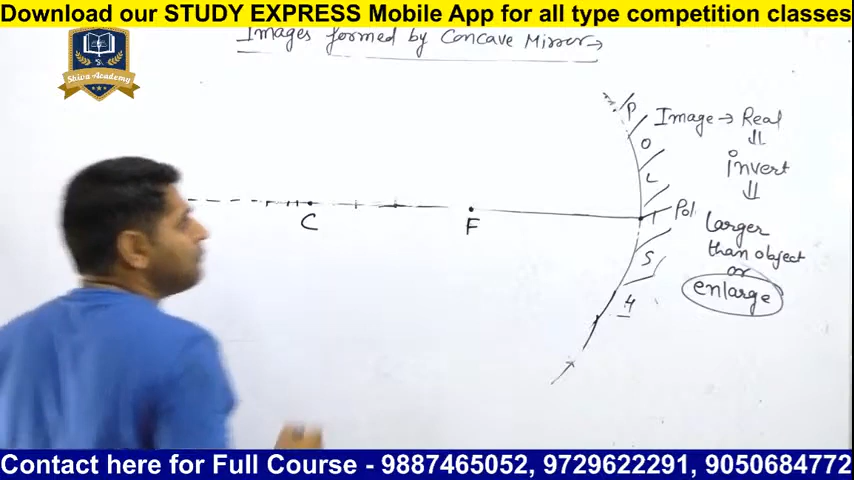 Download our STUDY EXPRESS Mobile App for all type competition classes
Images formed by Concave Mirror
Shiva Academy
P
O
L
I
S
H
Image → Real
invert
Pol
larger
than object
or
enlarge
C
F
Contact here for Full Course - 9887465052, 9729622291, 9050684772